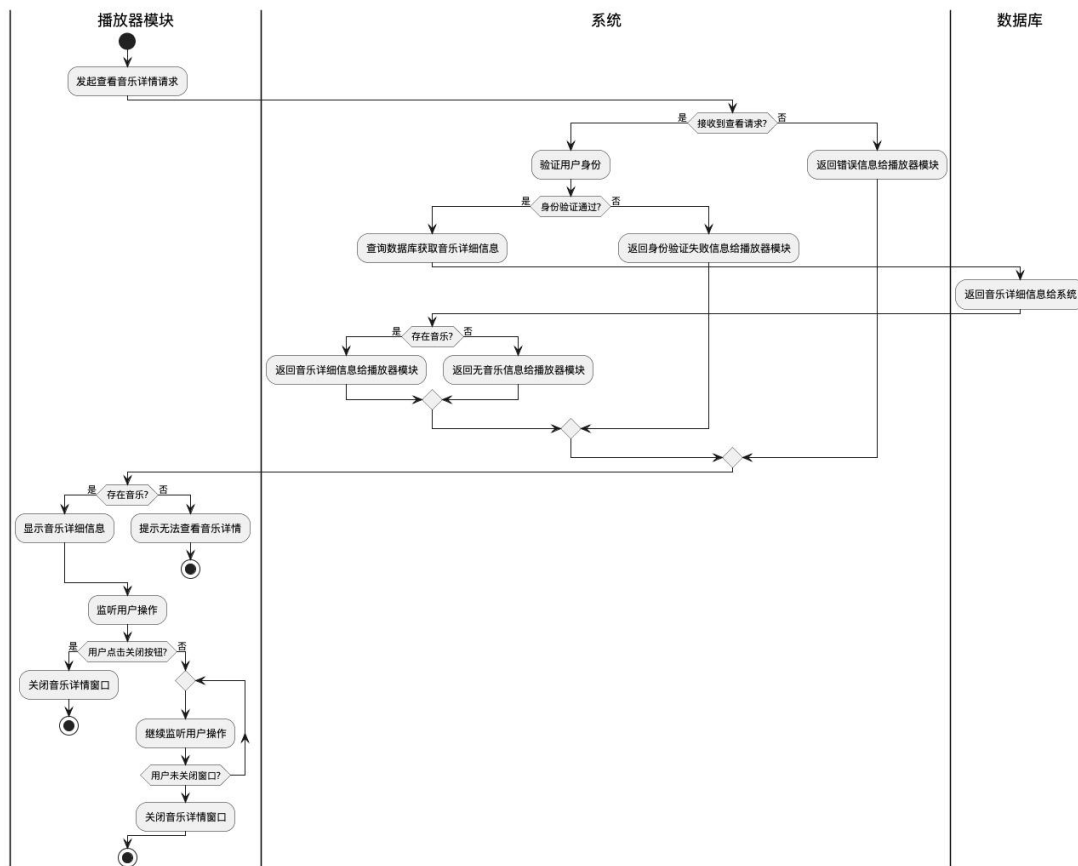 播放器模块
系统
数据库
发起查看音乐详情请求
是
接收到查看请求?
否
验证用户身份
返回错误信息给播放器模块
是
身份验证通过?
否
查询数据库获取音乐详细信息
返回身份验证失败信息给播放器模块
返回音乐详细信息给系统
是
存在音乐?
否
返回音乐详细信息给播放器模块
返回无音乐信息给播放器模块
是
存在音乐?
否
显示音乐详细信息
提示无法查看音乐详情
监听用户操作
是
用户点击关闭按钮?
否
关闭音乐详情窗口
继续监听用户操作
用户未关闭窗口?
关闭音乐详情窗口